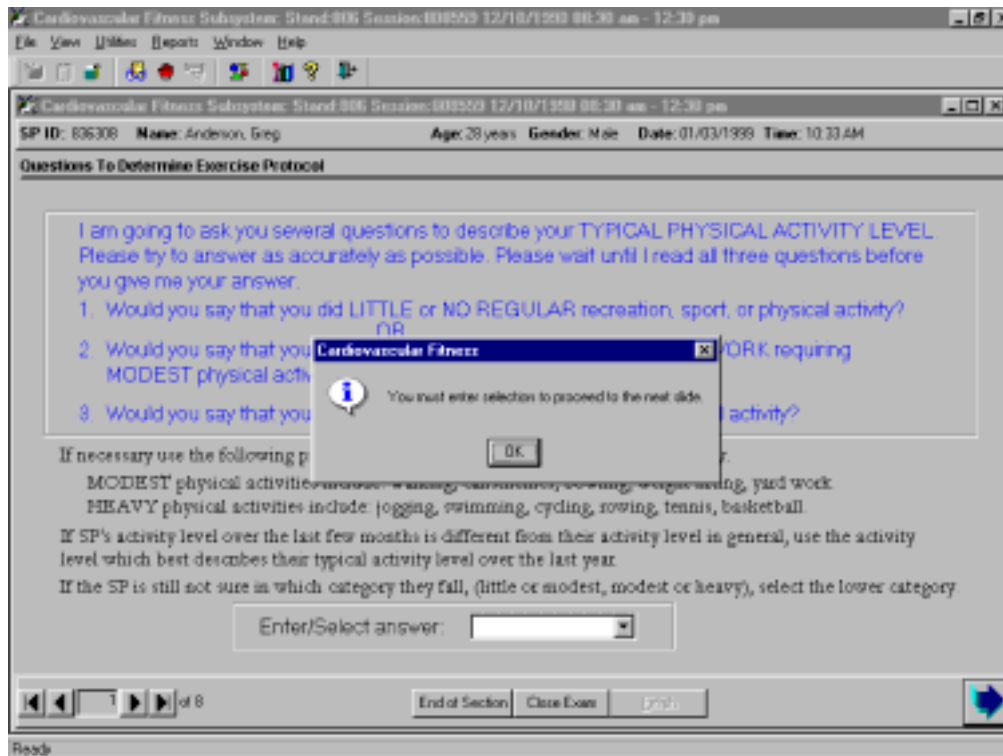 Cardiovascular Fitness Subsystem: Stand:006 Session:008559 12/10/1998 08:30 am - 12:30 pm
File View Utilities Reports Window Help
Cardiovascular Fitness Subsystem: Stand:006 Session:008559 12/10/1998 08:30 am - 12:30 pm
SP ID: 836308 Name: Anderson, Greg Age: 28 years Gender: Male Date: 01/03/1999 Time: 10:33 AM
Questions To Determine Exercise Protocol
I am going to ask you several questions to describe your TYPICAL PHYSICAL ACTIVITY LEVEL.
Please try to answer as accurately as possible. Please wait until I read all three questions before
you give me your answer.
1. Would you say that you did LITTLE or NO REGULAR recreation, sport, or physical activity?
OR
2. Would you say that you WORK requiring
MODEST physical
3. Would you say that you activity?
Cardiovascular Fitness
You must enter selection to proceed to the next slide.
OK
If necessary use the following
MODEST physical activities include: walking, calisthenics, bowling, weight lifting, yard work.
HEAVY physical activities include: jogging, swimming, cycling, rowing, tennis, basketball.
If SP's activity level over the last few months is different from their activity level in general, use the activity
level which best describes their typical activity level over the last year.
If the SP is still not sure in which category they fall, (little or modest, modest or heavy), select the lower category.
Enter/Select answer:
1 of 8 End of Section Close Exam Finish
Ready